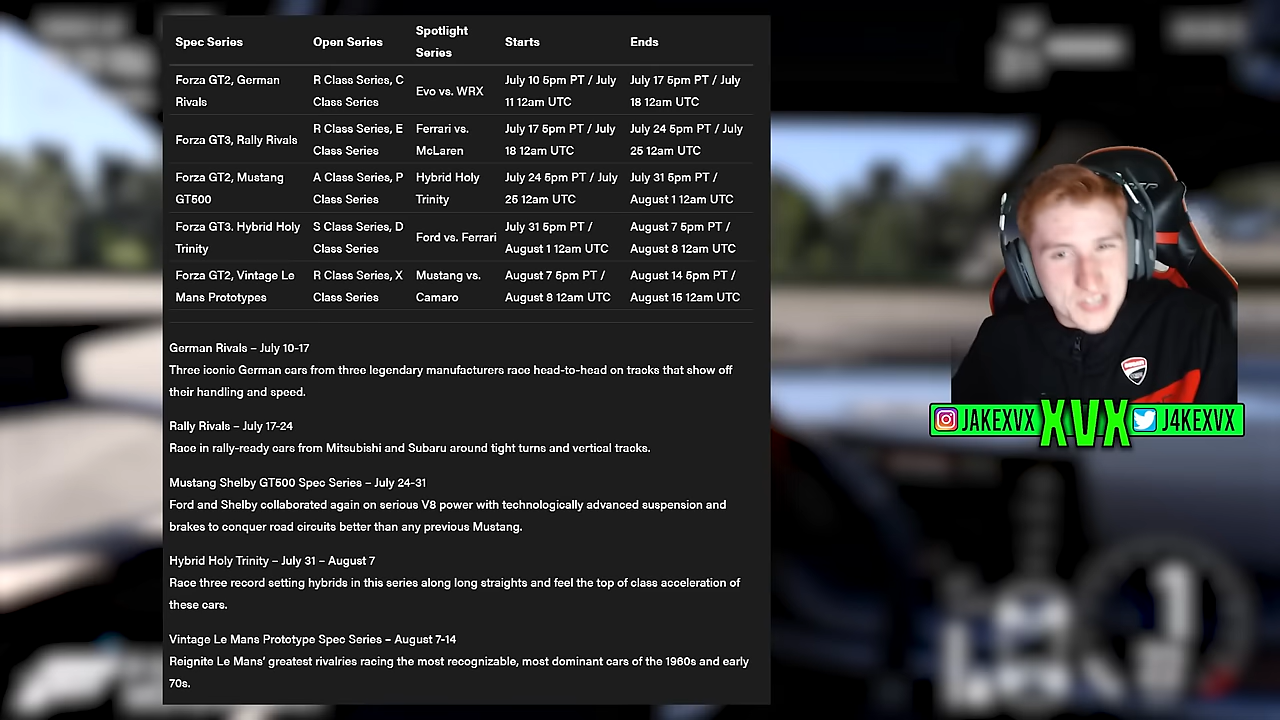 Spec Series Open Series Spotlight Series Starts Ends
Forza GT2, German Rivals R Class Series, C Class Series Evo vs. WRX July 10 5pm PT / July 11 12am UTC July 17 5pm PT / July 18 12am UTC
Forza GT3, Rally Rivals R Class Series, E Class Series Ferrari vs. McLaren July 17 5pm PT / July 18 12am UTC July 24 5pm PT / July 25 12am UTC
Forza GT2, Mustang GT500 A Class Series, P Class Series Hybrid Holy Trinity July 24 5pm PT / July 25 12am UTC July 31 5pm PT / August 1 12am UTC
Forza GT3. Hybrid Holy Trinity S Class Series, D Class Series Ford vs. Ferrari July 31 5pm PT / August 1 12am UTC August 7 5pm PT / August 8 12am UTC
Forza GT2, Vintage Le Mans Prototypes R Class Series, X Class Series Mustang vs. Camaro August 7 5pm PT / August 8 12am UTC August 14 5pm PT / August 15 12am UTC
German Rivals – July 10-17
Three iconic German cars from three legendary manufacturers race head-to-head on tracks that show off
their handling and speed.
Rally Rivals – July 17-24
Race in rally-ready cars from Mitsubishi and Subaru around tight turns and vertical tracks.
Mustang Shelby GT500 Spec Series – July 24-31
Ford and Shelby collaborated again on serious V8 power with technologically advanced suspension and
brakes to conquer road circuits better than any previous Mustang.
Hybrid Holy Trinity – July 31 – August 7
Race three record setting hybrids in this series along long straights and feel the top of class acceleration of
these cars.
Vintage Le Mans Prototype Spec Series – August 7-14
Reignite Le Mans' greatest rivalries racing the most recognizable, most dominant cars of the 1960s and early
70s.
JAKEXVX XVX J4KEXVX